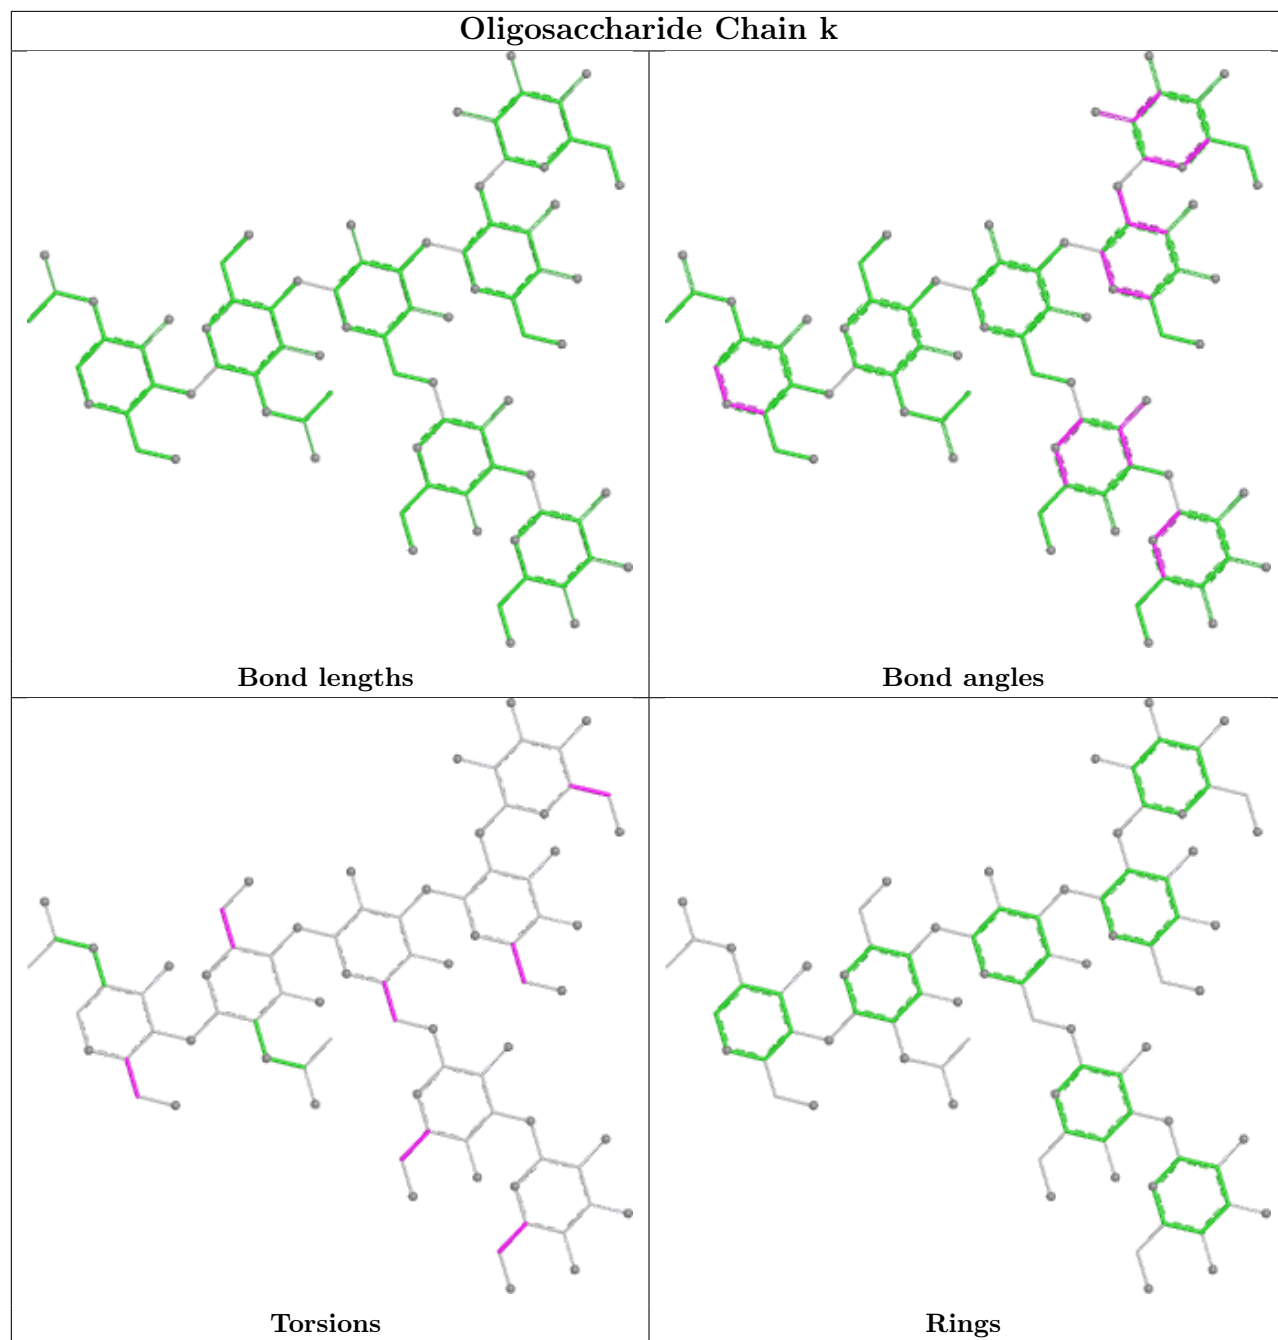 Oligosaccharide Chain k
Bond lengths
Bond angles
Torsions
Rings